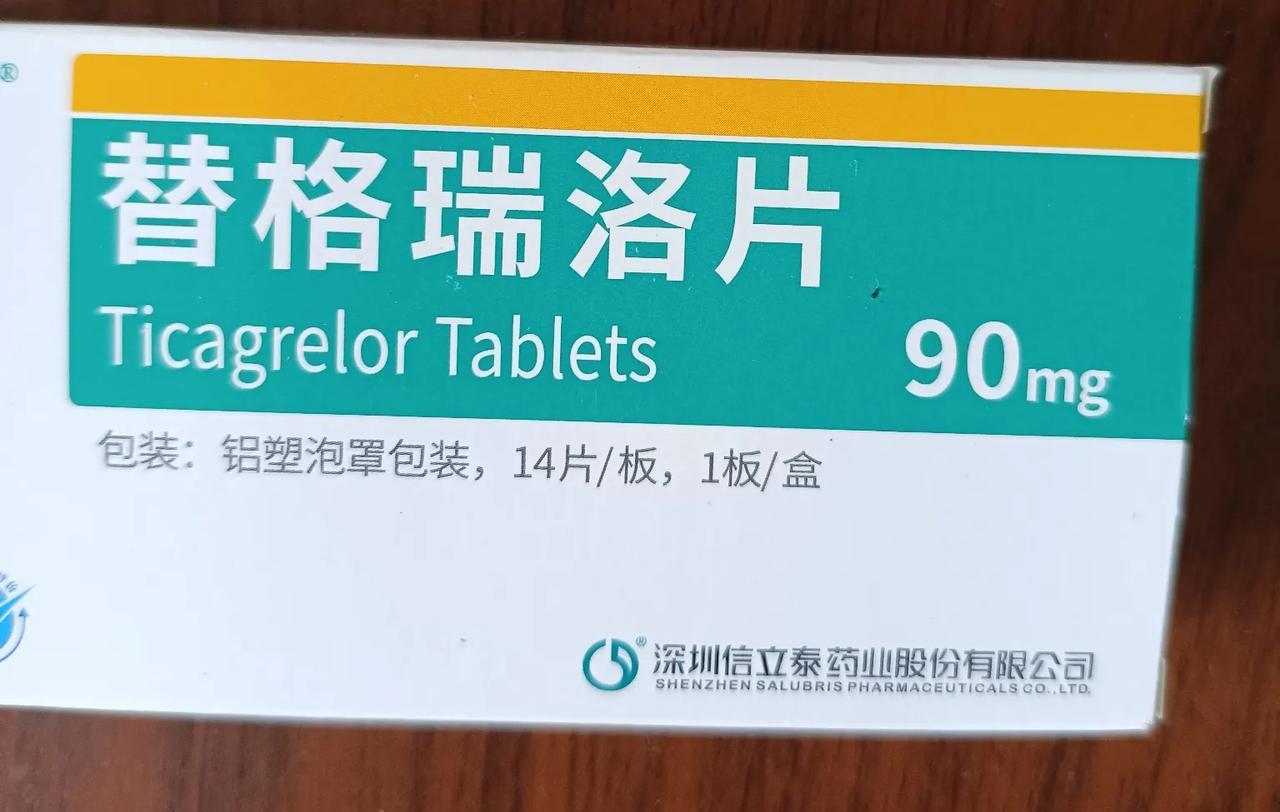 ®
替格瑞洛片
Ticagrelor Tablets
90mg
包装：铝塑泡罩包装，14片/板，1板/盒
® 深圳信立泰药业股份有限公司
SHENZHEN SALUBRIS PHARMACEUTICALS CO.,LTD.